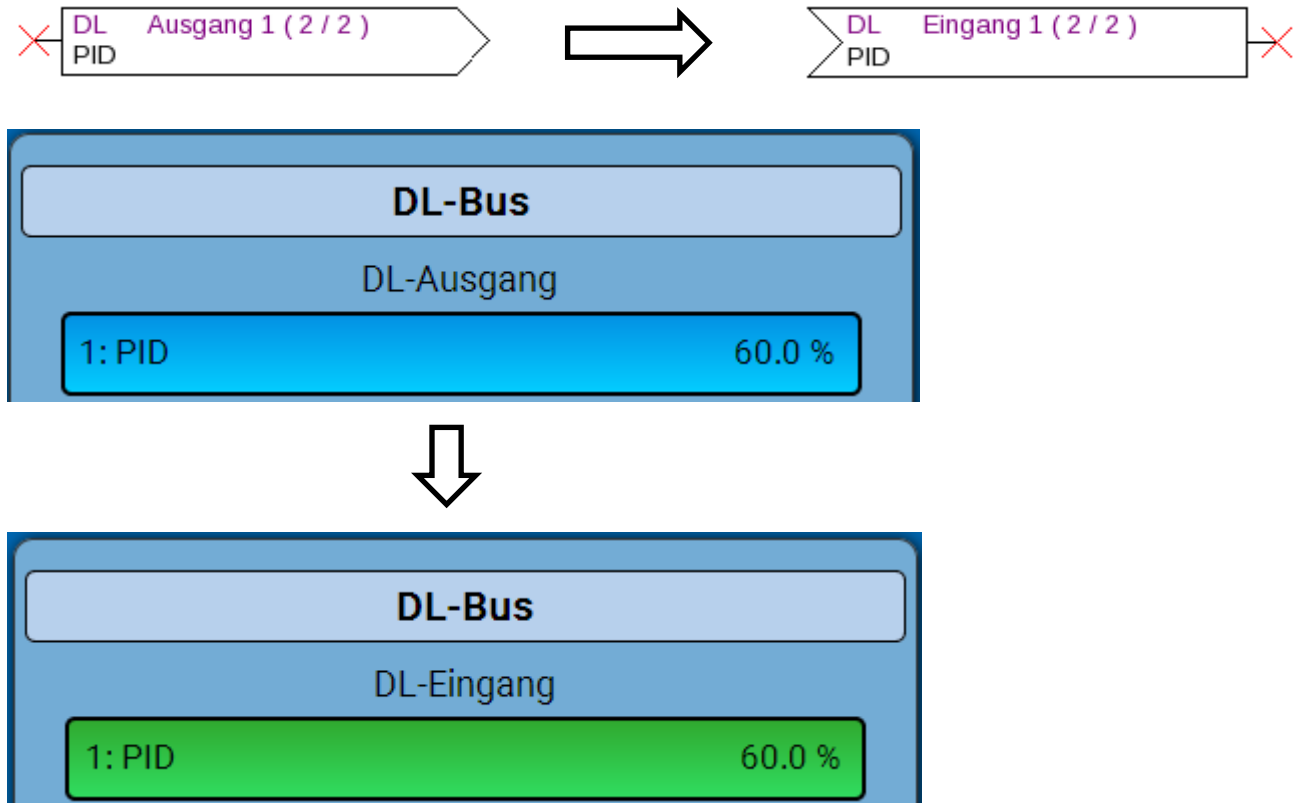 DL Ausgang 1 ( 2 / 2 )
PID
DL Eingang 1 ( 2 / 2 )
PID
DL-Bus
DL-Ausgang
1: PID 60.0 %
DL-Bus
DL-Eingang
1: PID 60.0 %